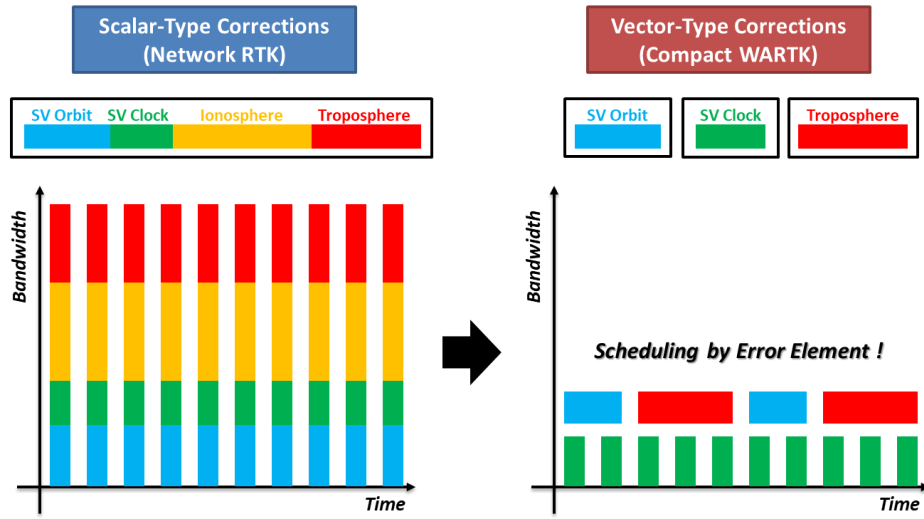 Scalar-Type Corrections
(Network RTK)
Vector-Type Corrections
(Compact WARTK)
SV Orbit SV Clock Ionosphere Troposphere
SV Orbit SV Clock Troposphere
Bandwidth
Time
Bandwidth
Scheduling by Error Element !
Time